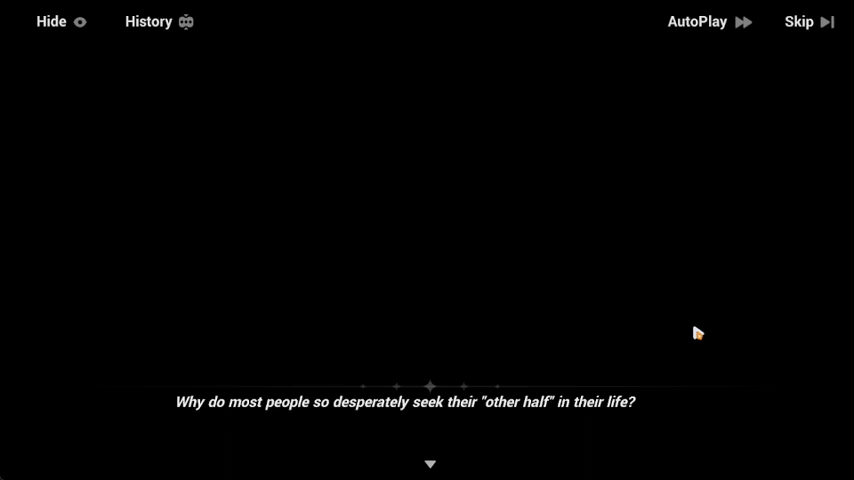 Hide
History
AutoPlay
Skip
Why do most people so desperately seek their "other half" in their life?